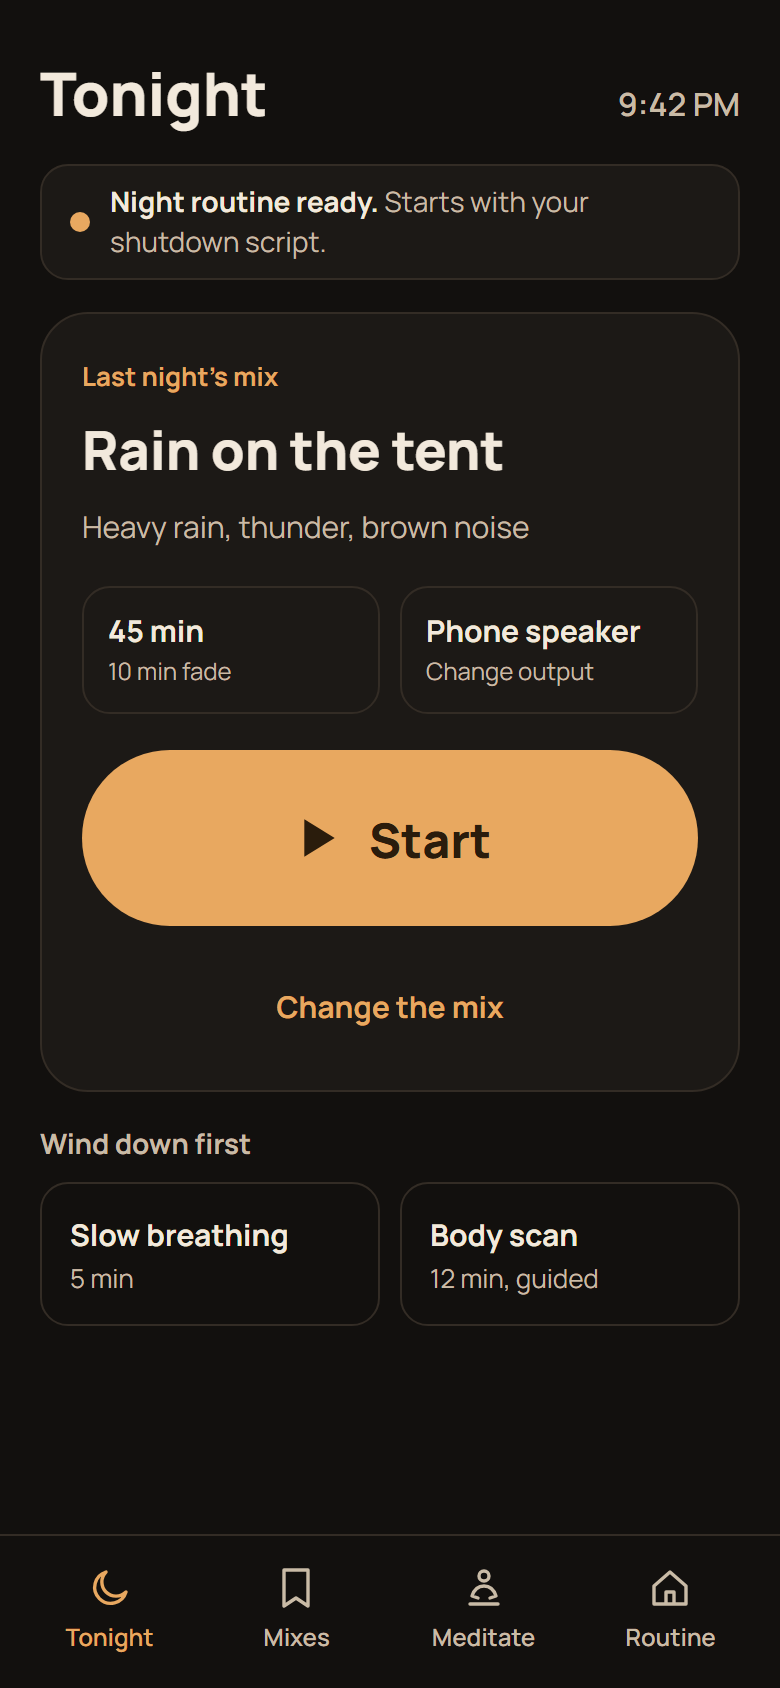 Tonight
9:42 PM
Night routine ready. Starts with your
shutdown script.
Last night’s mix
Rain on the tent
Heavy rain, thunder, brown noise
45 min
10 min fade
Phone speaker
Change output
Start
Change the mix
Wind down first
Slow breathing
5 min
Body scan
12 min, guided
Tonight
Mixes
Meditate
Routine